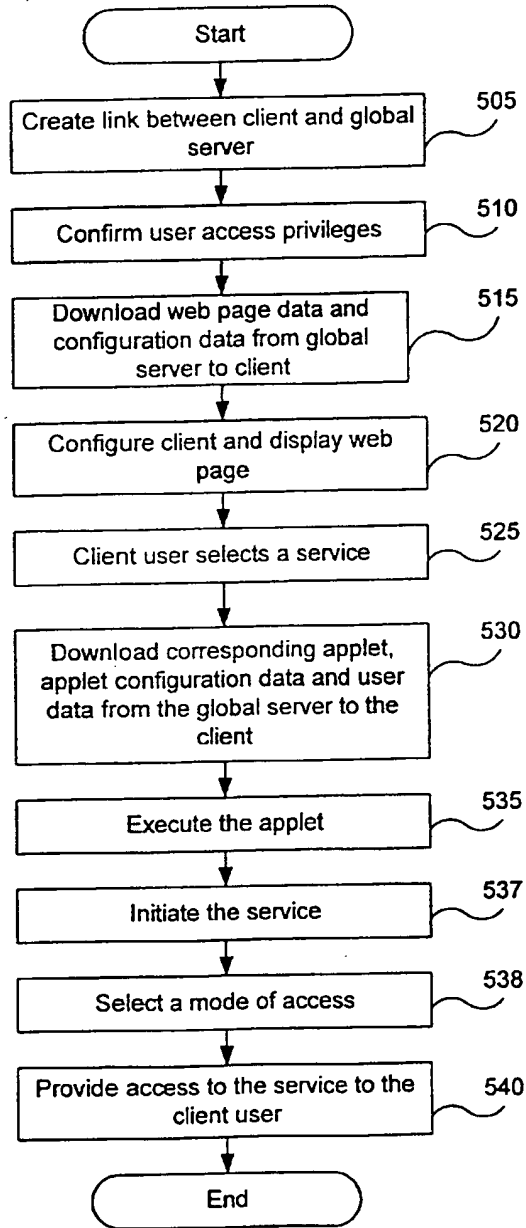 Start
Create link between client and global
server
505
Confirm user access privileges
510
Download web page data and
configuration data from global
server to client
515
Configure client and display web
page
520
Client user selects a service
525
Download corresponding applet,
applet configuration data and user
data from the global server to the
client
530
Execute the applet
535
Initiate the service
537
Select a mode of access
538
Provide access to the service to the
client user
540
End